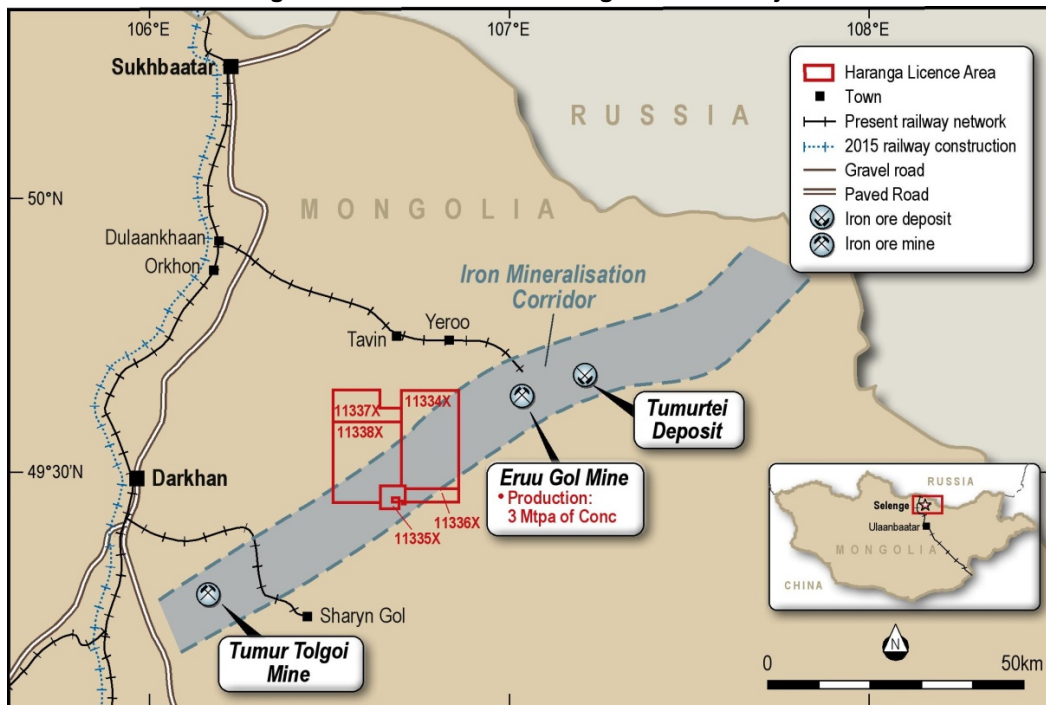 106°E
107°E
108°E
Sukhbaatar
RUSSIA
Haranga Licence Area
Town
Present railway network
2015 railway construction
Gravel road
Paved Road
Iron ore deposit
Iron ore mine
50°N
MONGOLIA
Dulaankhaan
Orkhon
Iron Mineralisation
Corridor
Tavin
Yeroo
11337X
11334X
11338X
Tumurtei
Deposit
49°30'N
Darkhan
Eruu Gol Mine
• Production:
3 Mtpa of Conc
11336X
11335X
RUSSIA
Selenge
Ulaanbaatar
MONGOLIA
CHINA
Sharyn Gol
Tumur Tolgoi
Mine
N
0
50km